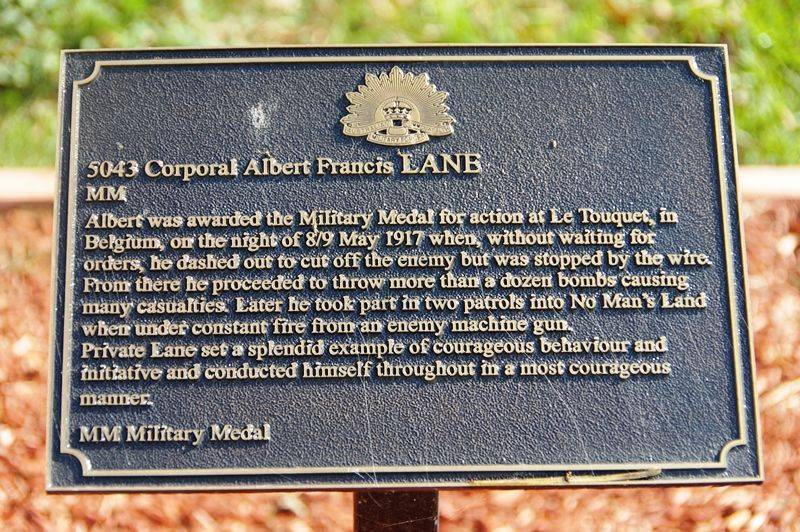 AUSTRALIAN
MILITARY FORCES
5043 Corporal Albert Francis LANE
MM
Albert was awarded the Military Medal for action at Le Touquet, in
Belgium, on the night of 8/9 May 1917 when, without waiting for
orders, he dashed out to cut off the enemy but was stopped by the wire.
From there he proceeded to throw more than a dozen bombs causing
many casualties. Later he took part in two patrols into No Man's Land
when under constant fire from an enemy machine gun.
Private Lane set a splendid example of courageous behaviour and
initiative and conducted himself throughout in a most courageous
manner.
MM Military Medal